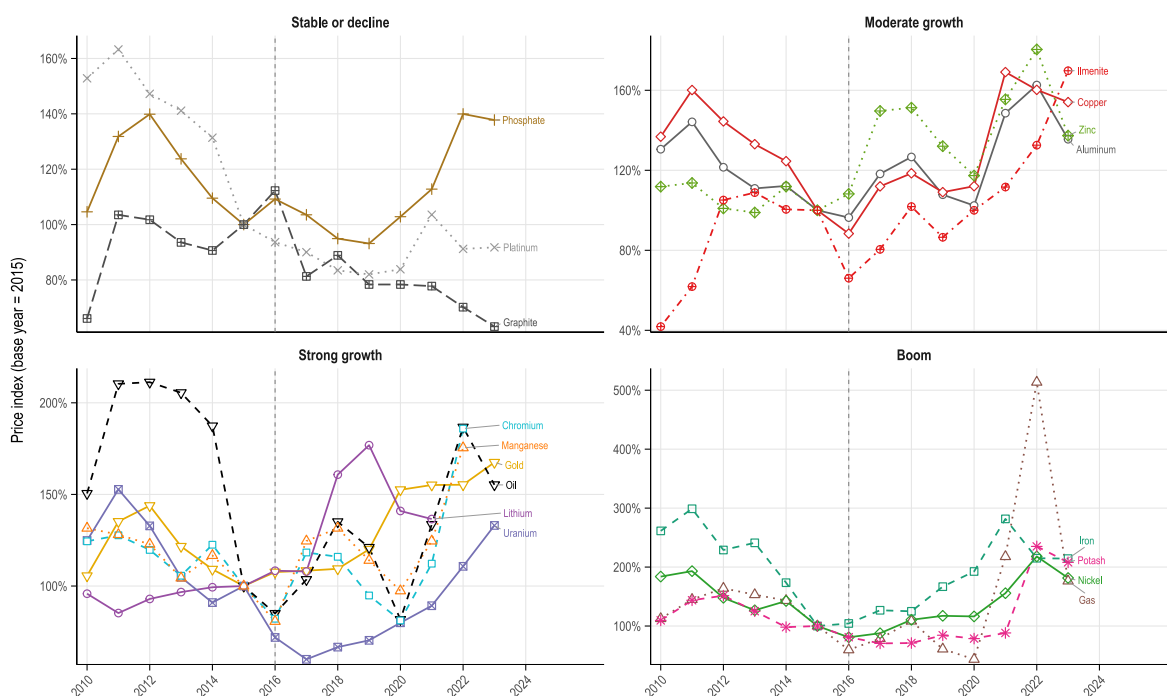 Stable or decline
160%
140%
120%
100%
80%
Phosphate
Platinum
Graphite
Moderate growth
160%
120%
80%
40%
Ilmenite
Copper
Zinc
Aluminum
Price index (base year = 2015)
Strong growth
200%
150%
100%
Chromium
Manganese
Gold
Oil
Lithium
Uranium
2010
2012
2014
2016
2018
2020
2022
2024
Boom
500%
400%
300%
200%
100%
Iron
Potash
Nickel
Gas
2010
2012
2014
2016
2018
2020
2022
2024